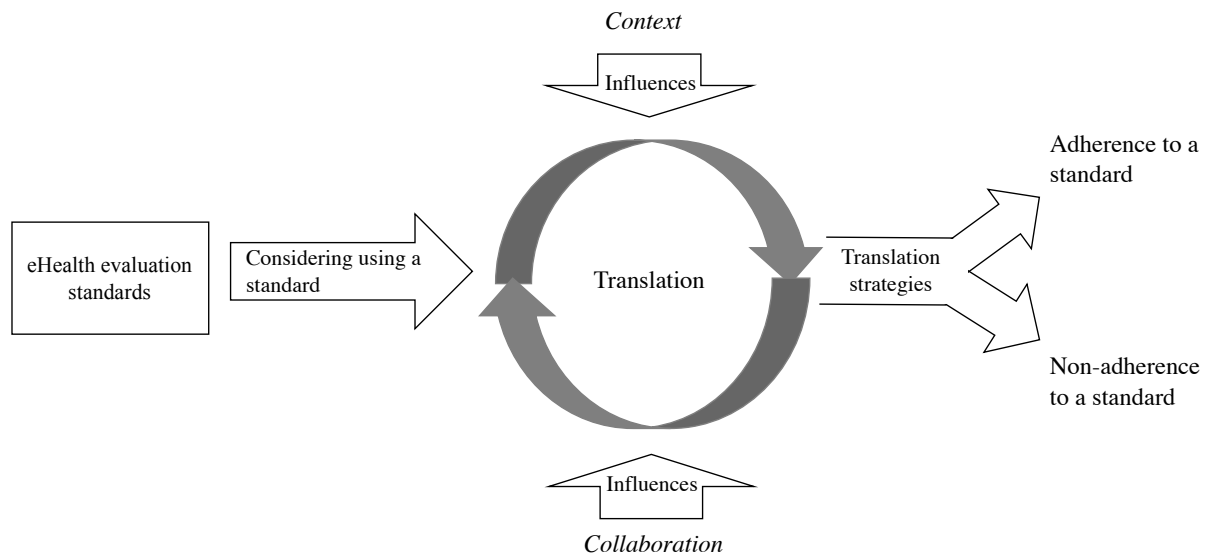 Context
Influences
Adherence to a
standard
eHealth evaluation
standards
Considering using a
standard
Translation
Translation
strategies
Non-adherence
to a standard
Influences
Collaboration